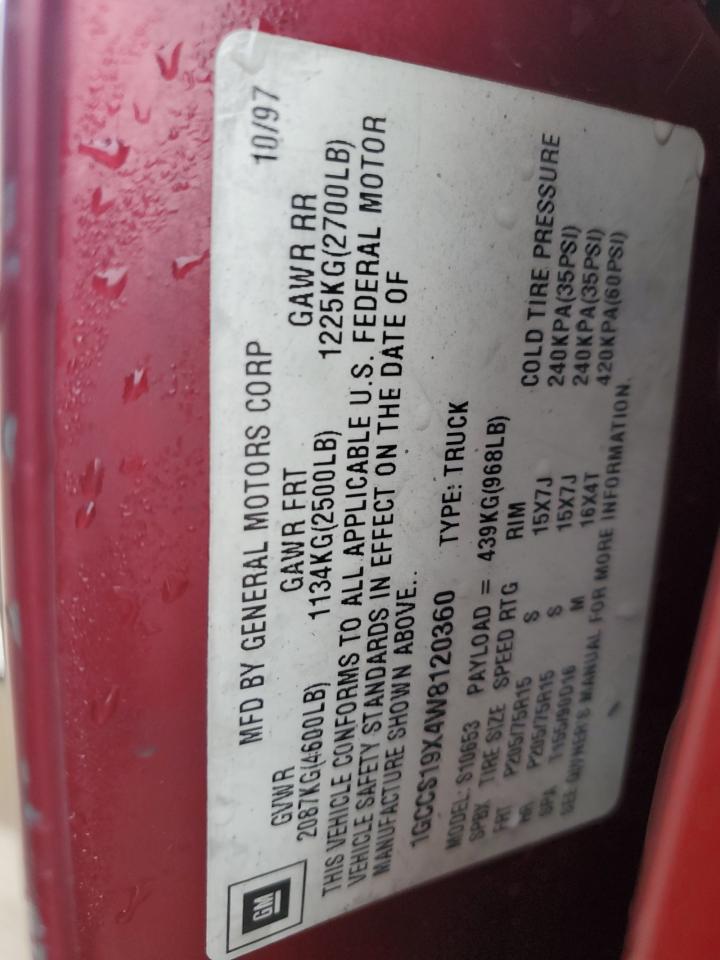 GM
MFD BY GENERAL MOTORS CORP 10/97
GVWR GAWR FRT GAWR RR
2087KG(4600LB) 1134KG(2500LB) 1225KG(2700LB)
THIS VEHICLE CONFORMS TO ALL APPLICABLE U.S. FEDERAL MOTOR
VEHICLE SAFETY STANDARDS IN EFFECT ON THE DATE OF
MANUFACTURE SHOWN ABOVE..
1GCCS19X4W8120360 TYPE: TRUCK
MODEL: S10653 PAYLOAD = 439KG(968LB)
SPBX TIRE SIZE SPEED RTG RIM COLD TIRE PRESSURE
FRT P205/75R15 S 15X7J 240KPA(35PSI)
RR P205/75R15 S 15X7J 240KPA(35PSI)
SPA T155/90D16 M 16X4T 420KPA(60PSI)
SEE OWNER'S MANUAL FOR MORE INFORMATION.